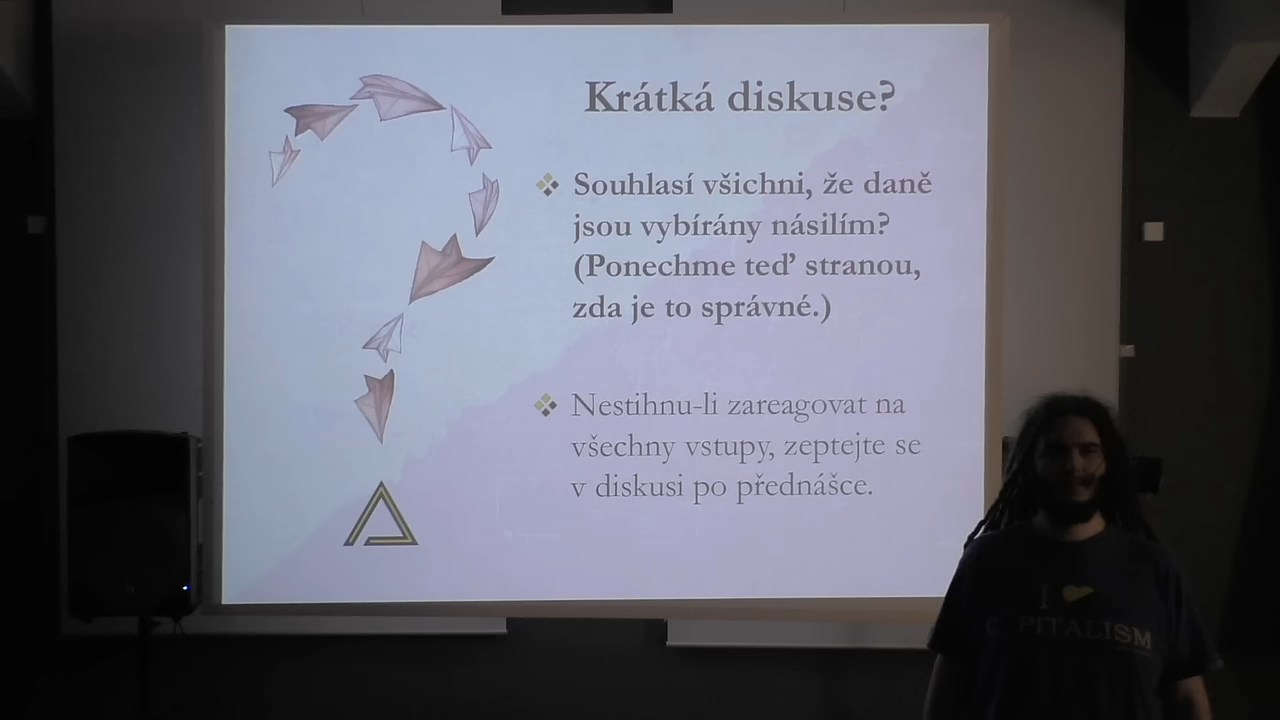 Krátká diskuse?
Souhlasí všichni, že daně
jsou vybírány násilím?
(Ponechme teď stranou,
zda je to správné.)
Nestihnu-li zareagovat na
všechny vstupy, zeptejte se
v diskusi po přednášce.
I
C PITALISM